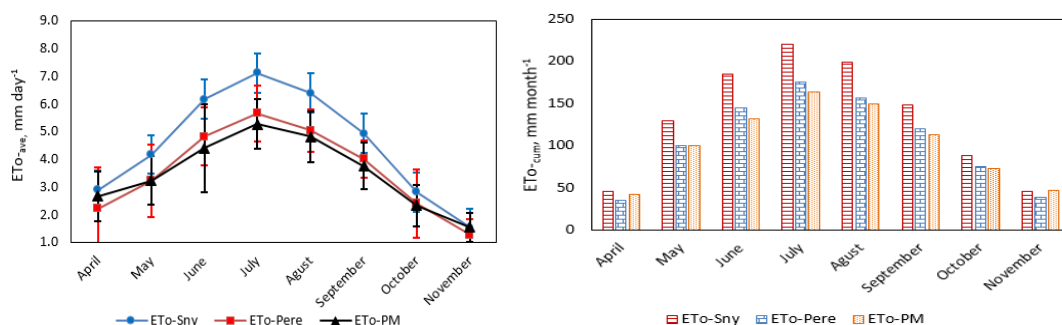 9.0
8.0
7.0
6.0
5.0
4.0
3.0
2.0
1.0
ETo-ave, mm day-1
April
May
June
July
Agust
September
October
November
ETo-Sny
ETo-Pere
ETo-PM
250
200
150
100
50
0
ETo-cum, mm month-1
April
May
June
July
Agust
September
October
November
ETo-Sny
ETo-Pere
ETo-PM